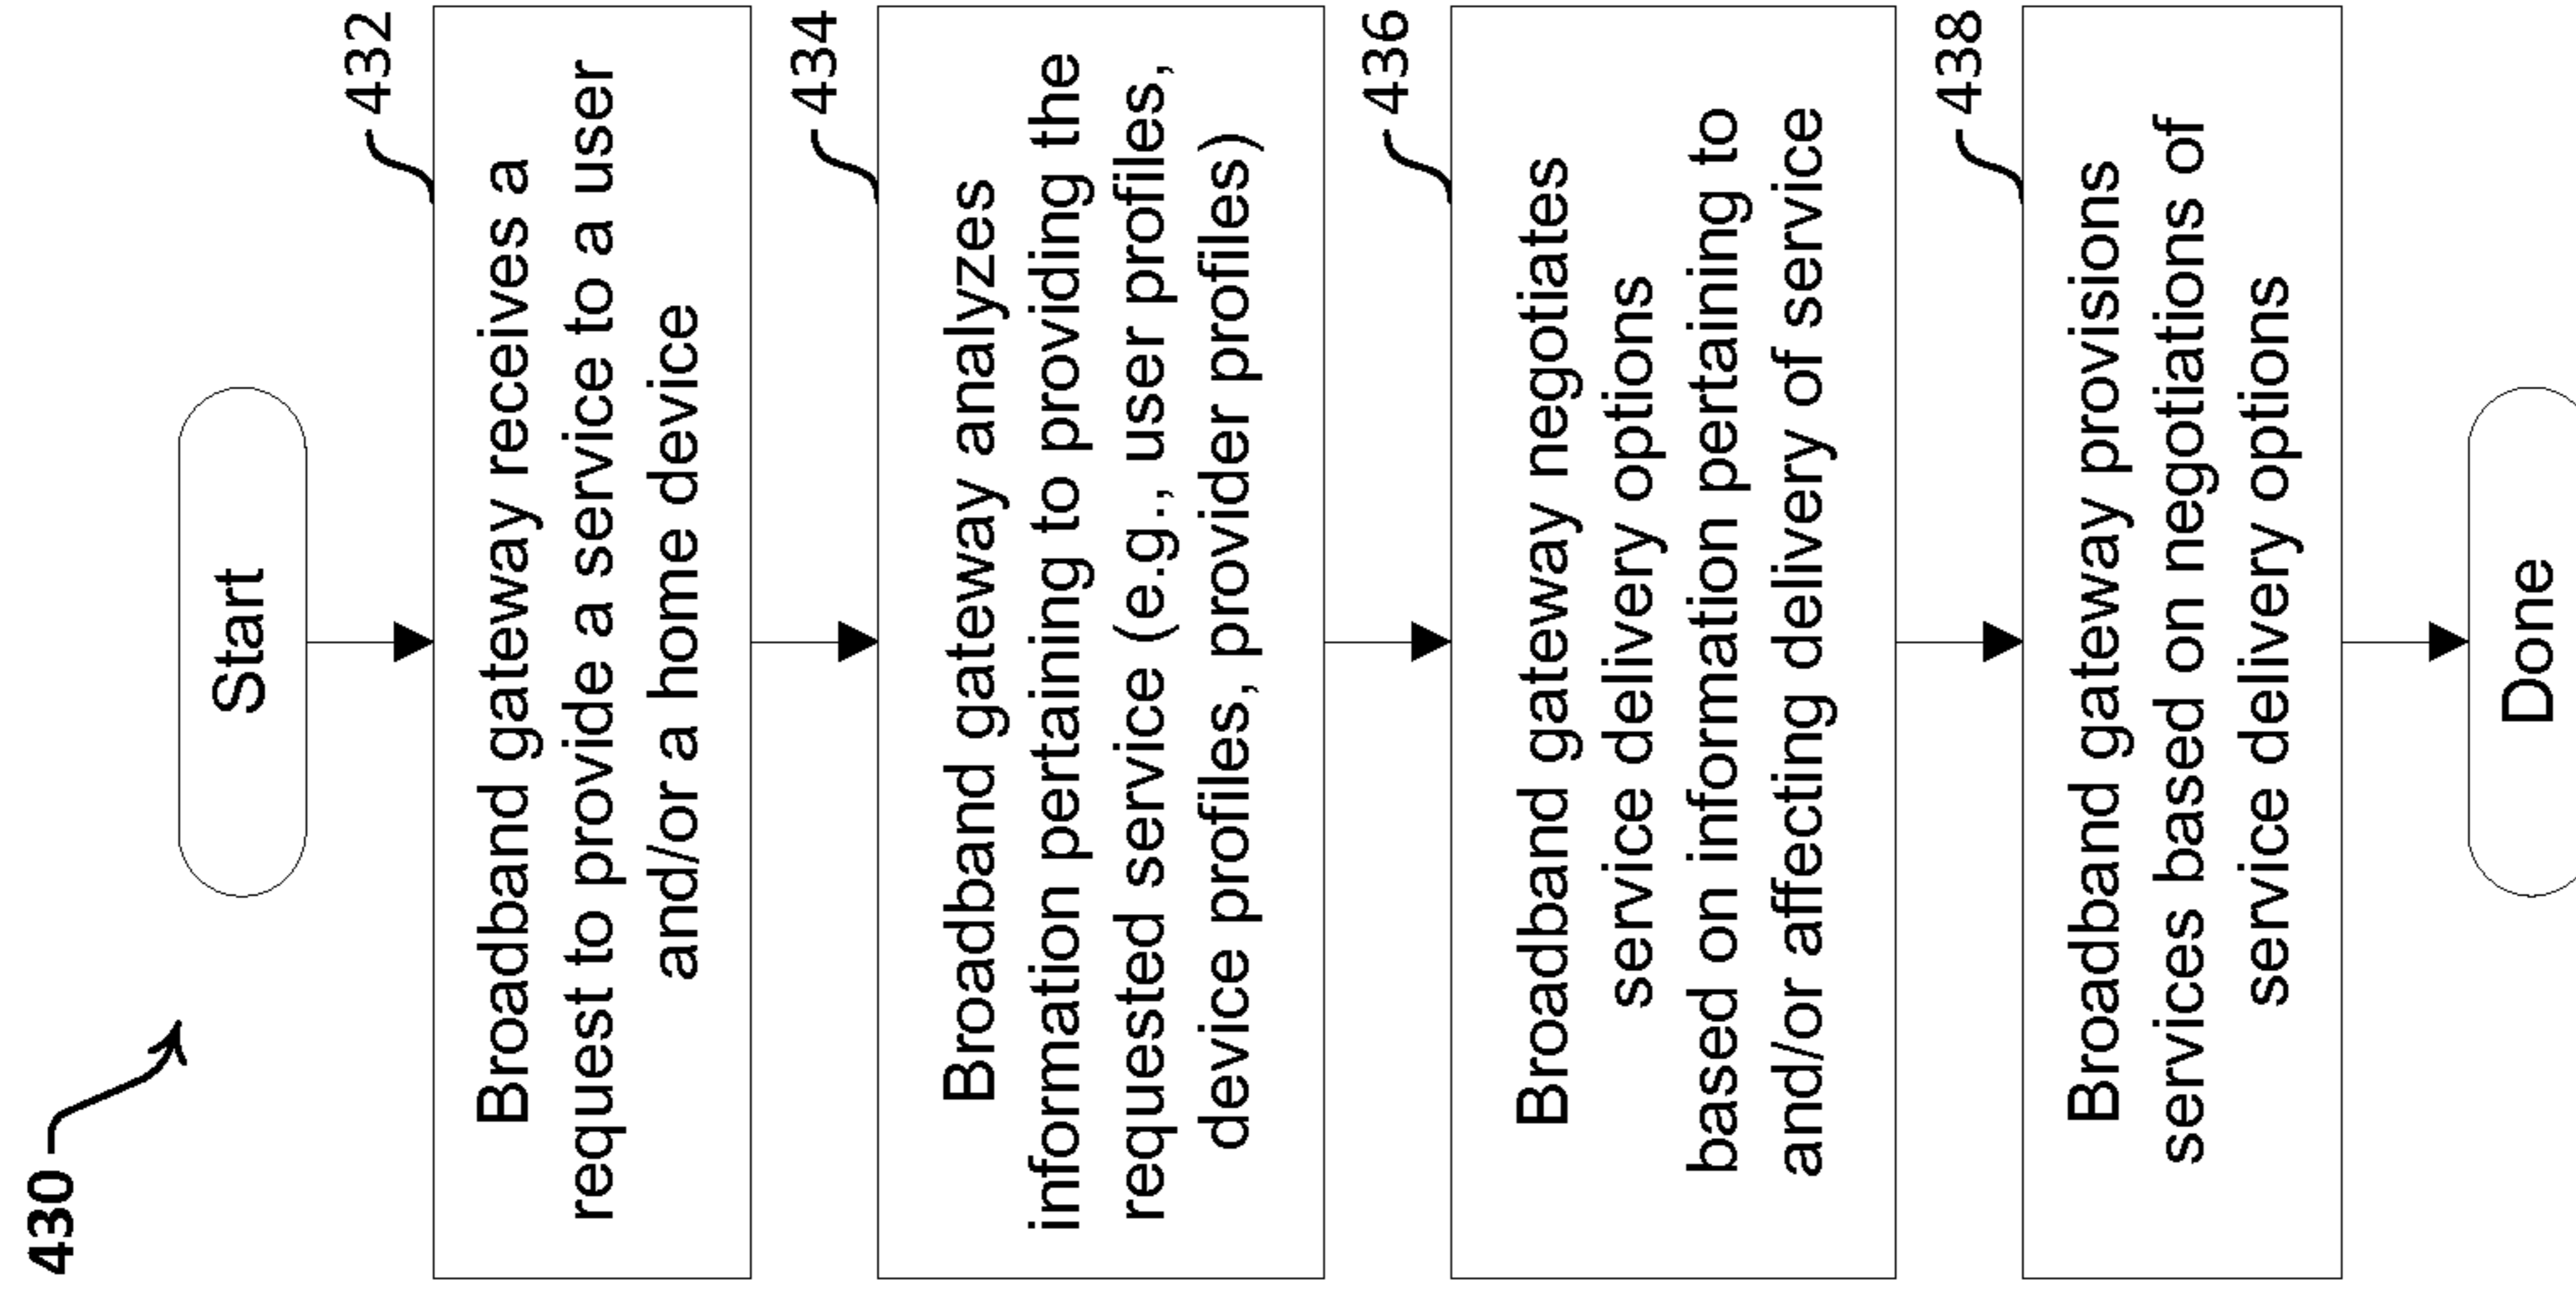 430
Start
432
Broadband gateway receives a
request to provide a service to a user
and/or a home device
434
Broadband gateway analyzes
information pertaining to providing the
requested service (e.g., user profiles,
device profiles, provider profiles)
436
Broadband gateway negotiates
service delivery options
based on information pertaining to
and/or affecting delivery of service
438
Broadband gateway provisions
services based on negotiations of
service delivery options
Done